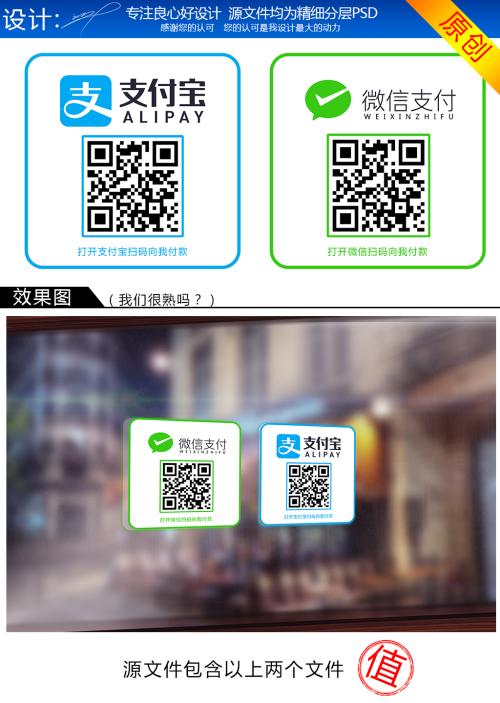 设计:
专注良心好设计 源文件均为精细分层PSD
感谢您的认可 您的认可是我设计最大的动力
原创
支付宝
ALIPAY
打开支付宝扫码向我付款
微信支付
WEIXINZHIFU
打开微信扫码向我付款
效果图
（我们很熟吗？）
微信支付
WEIXINZHIFU
打开微信扫码向我付款
支付宝
ALIPAY
打开支付宝扫码向我付款
源文件包含以上两个文件
值